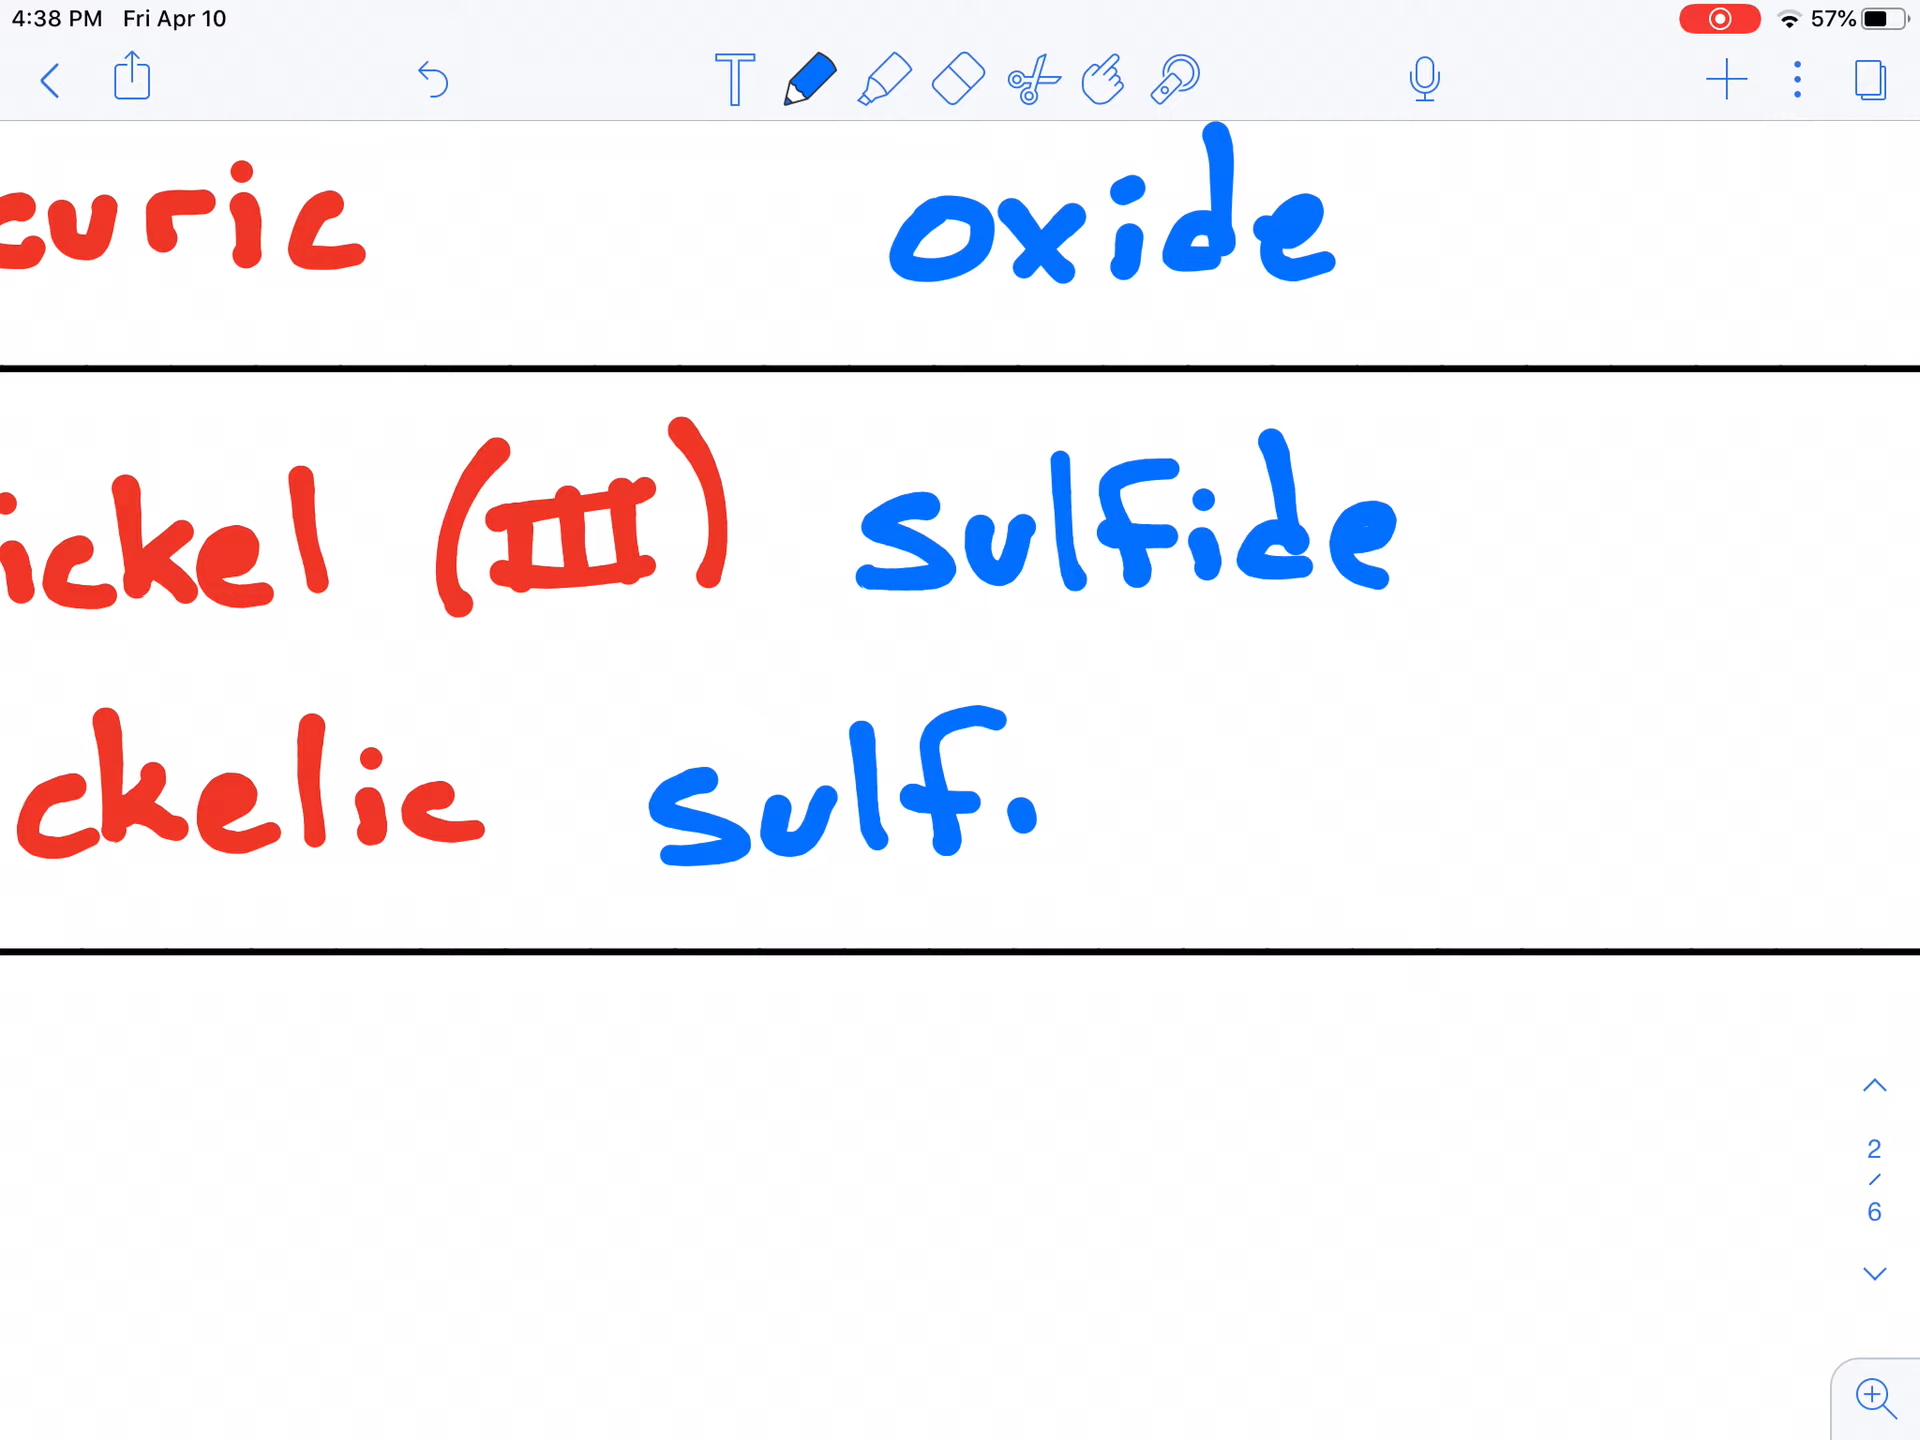 4:38 PM Fri Apr 10 57%
curic oxide
ickel (III) sulfide
ckelic sulf.
2
/
6